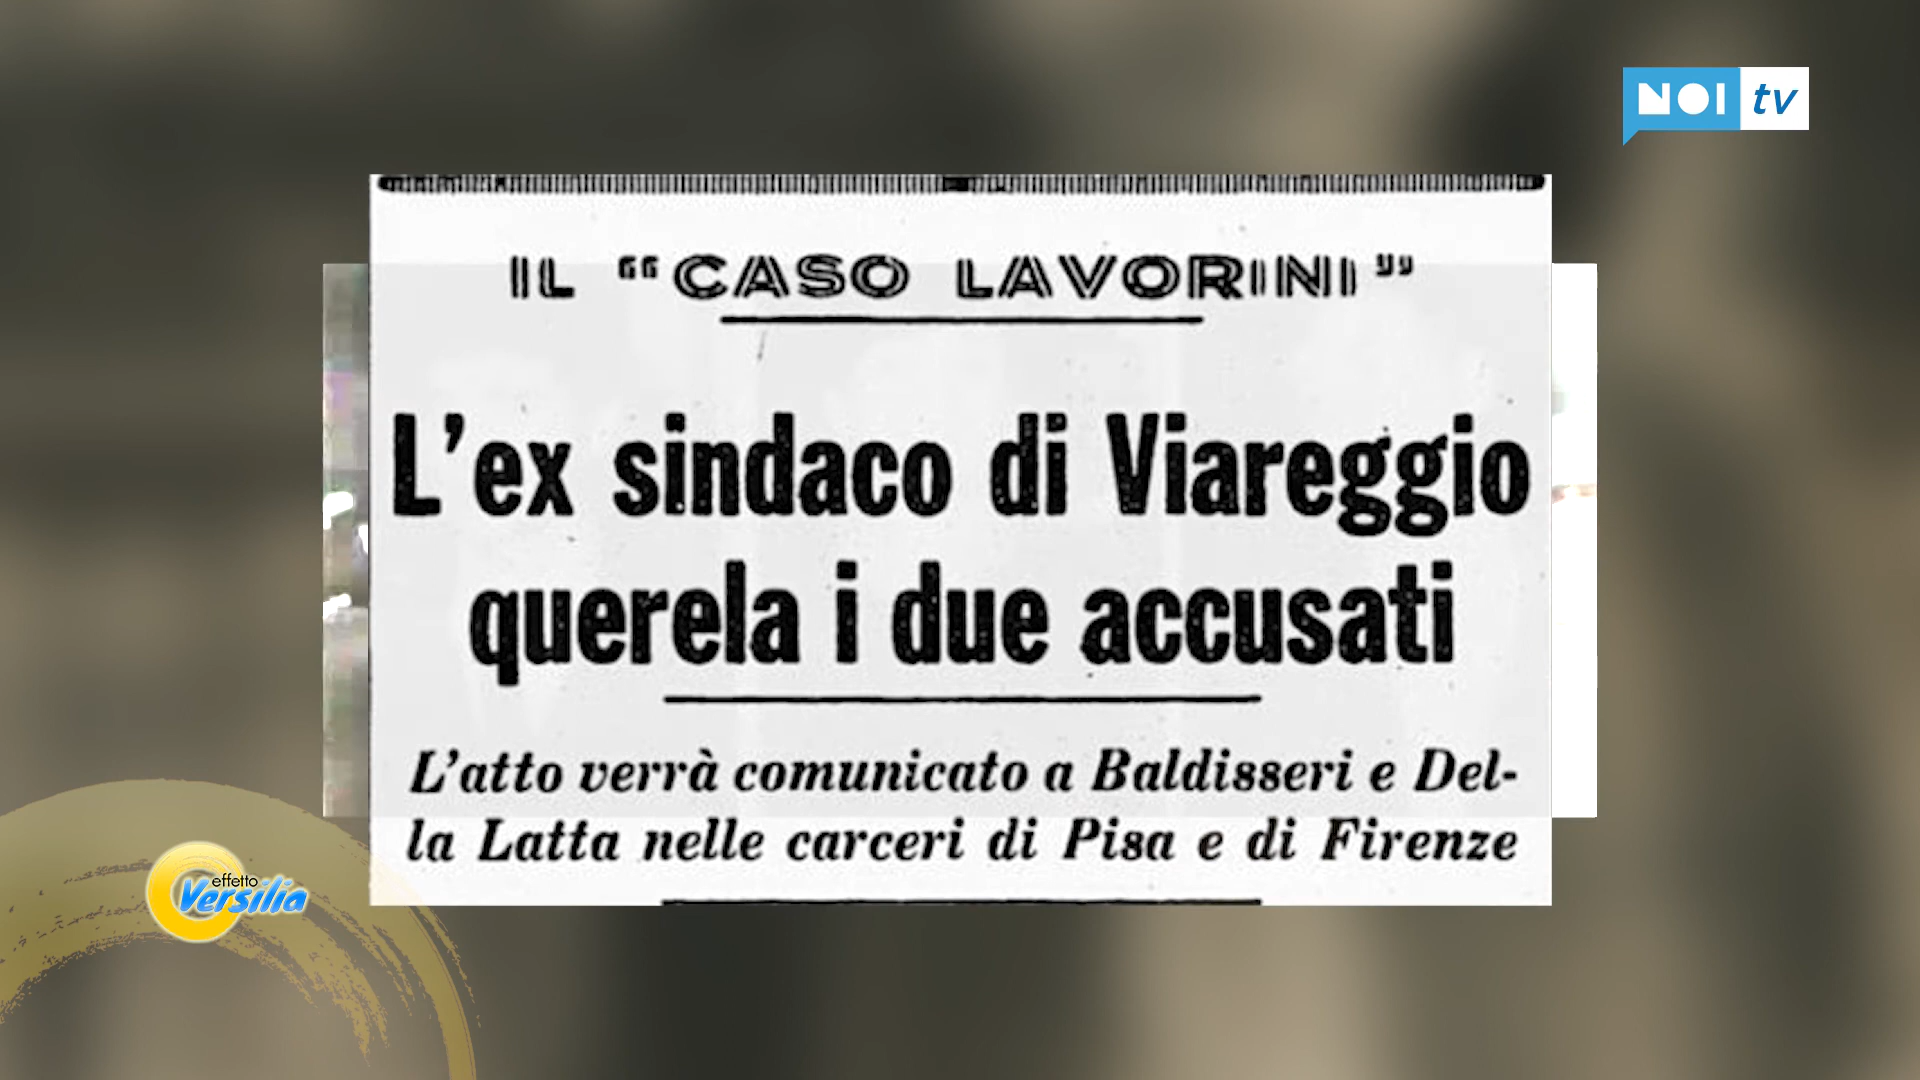 NOI tv
IL “CASO LAVORINI”
L’ex sindaco di Viareggio
querela i due accusati
L’atto verrà comunicato a Baldisseri e Del-
la Latta nelle carceri di Pisa e di Firenze
effetto
Versilia